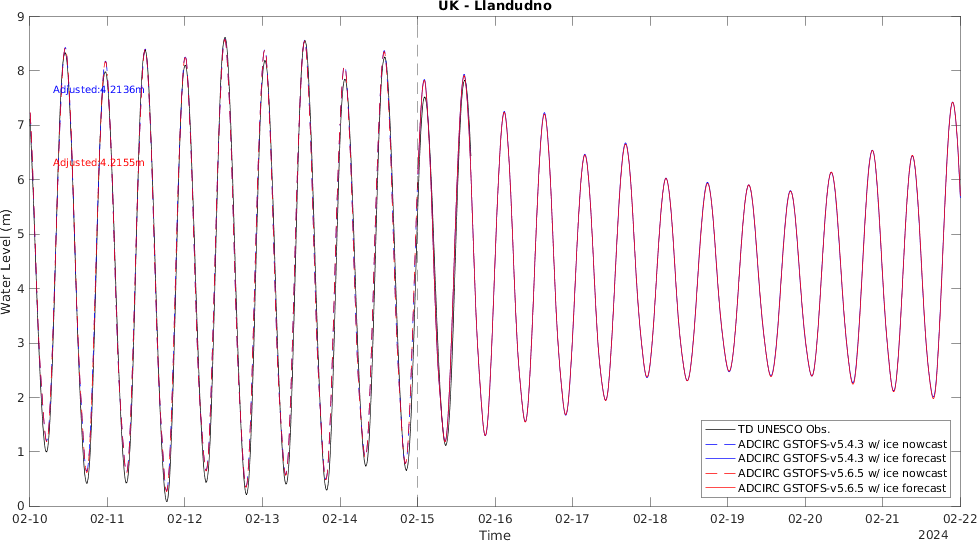 UK - Llandudno
9
8
7
6
5
4
3
2
1
0
Water Level (m)
Adjusted:4.2136m
Adjusted:4.2155m
TD UNESCO Obs.
ADCIRC GSTOFS-v5.4.3 w/ ice nowcast
ADCIRC GSTOFS-v5.4.3 w/ ice forecast
ADCIRC GSTOFS-v5.6.5 w/ ice nowcast
ADCIRC GSTOFS-v5.6.5 w/ ice forecast
02-10 02-11 02-12 02-13 02-14 02-15 02-16 02-17 02-18 02-19 02-20 02-21 02-22
Time
2024